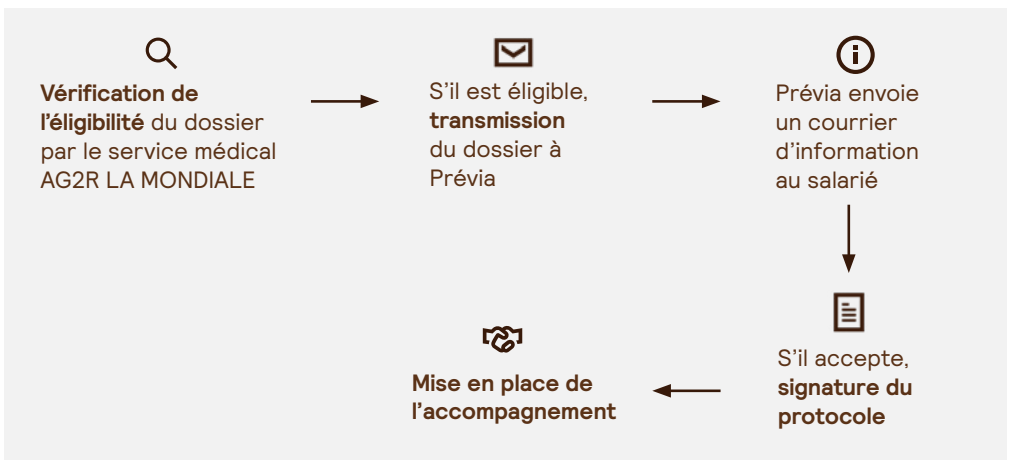 Vérification de
l'éligibilité du dossier
par le service médical
AG2R LA MONDIALE
S'il est éligible,
transmission
du dossier à
Prévia
Prévia envoie
un courrier
d'information
au salarié
S'il accepte,
signature du
protocole
Mise en place de
l'accompagnement